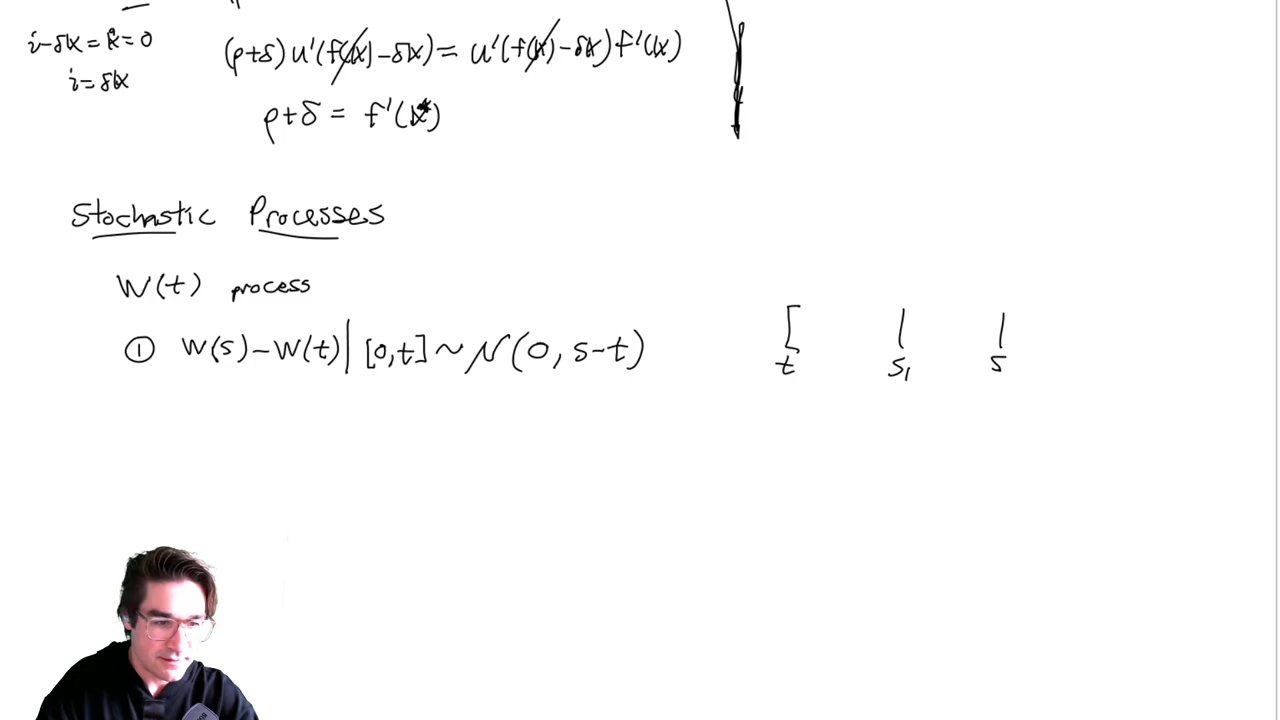 i-δk = k̇ = 0
(ρ+δ) u'(f(k)-δk) = u'(f(k)-δk) f'(k)
i = δk
ρ+δ = f'(k*)
Stochastic Processes
W(t) process
① W(s)-W(t)|[0,t] ~ N(0, s-t)
[ | |
t s₁ s